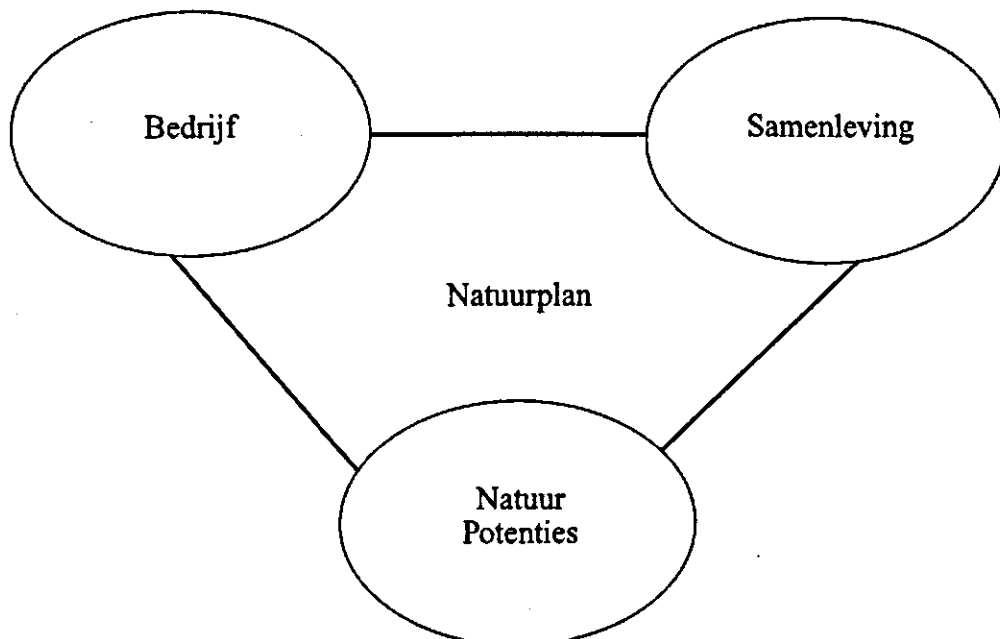 Bedrijf
Samenleving
Natuurplan
Natuur
Potenties